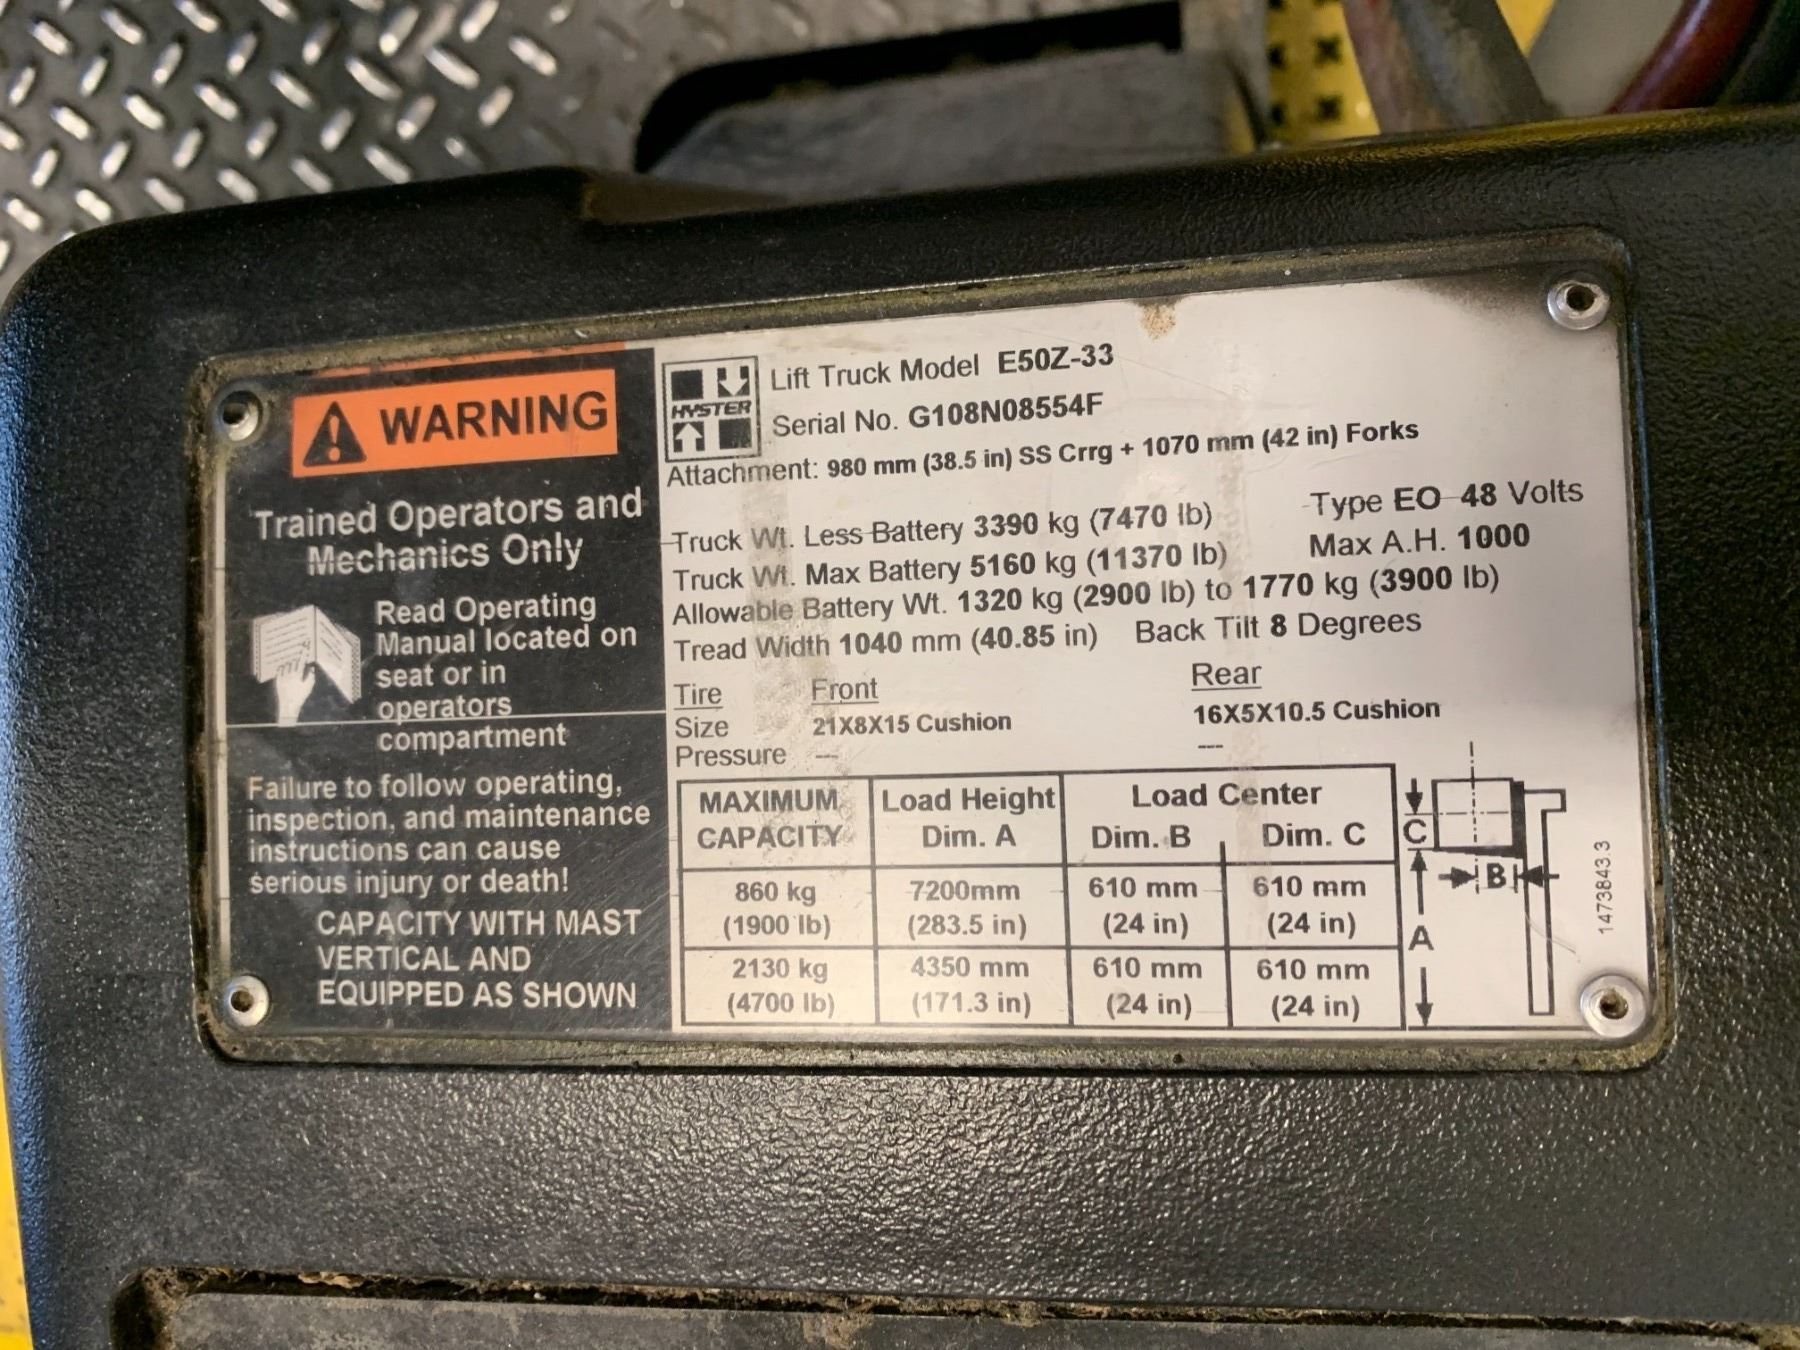 WARNING
Trained Operators and
Mechanics Only
Read Operating
Manual located on
seat or in
operators
compartment
Failure to follow operating,
inspection, and maintenance
instructions can cause
serious injury or death!
CAPACITY WITH MAST
VERTICAL AND
EQUIPPED AS SHOWN
HYSTER
Lift Truck Model E50Z-33
Serial No. G108N08554F
Attachment: 980 mm (38.5 in) SS Crrg + 1070 mm (42 in) Forks
Truck Wt. Less Battery 3390 kg (7470 lb) Type EO 48 Volts
Truck Wt. Max Battery 5160 kg (11370 lb) Max A.H. 1000
Allowable Battery Wt. 1320 kg (2900 lb) to 1770 kg (3900 lb)
Tread Width 1040 mm (40.85 in) Back Tilt 8 Degrees
Tire Front Rear
Size 21X8X15 Cushion 16X5X10.5 Cushion
Pressure --- ---
MAXIMUM Load Height Load Center
CAPACITY Dim. A Dim. B Dim. C
860 kg 7200mm 610 mm 610 mm
(1900 lb) (283.5 in) (24 in) (24 in)
2130 kg 4350 mm 610 mm 610 mm
(4700 lb) (171.3 in) (24 in) (24 in)
C
B
A
1473843 3